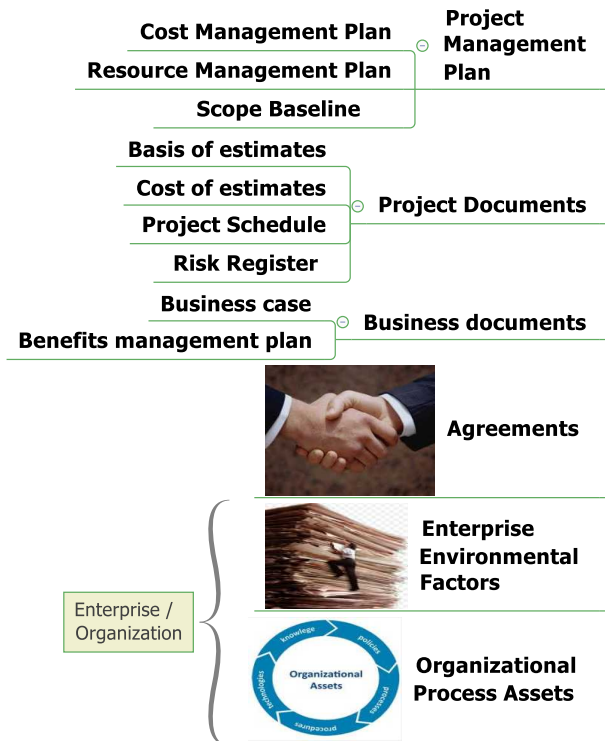 Cost Management Plan
Project
Management
Plan
Resource Management Plan
Scope Baseline
Basis of estimates
Cost of estimates
Project Documents
Project Schedule
Risk Register
Business case
Business documents
Benefits management plan
Agreements
Enterprise
Environmental
Factors
Enterprise /
Organization
knowlege
policies
processes
procedures
technologies
Organizational
Assets
Organizational
Process Assets